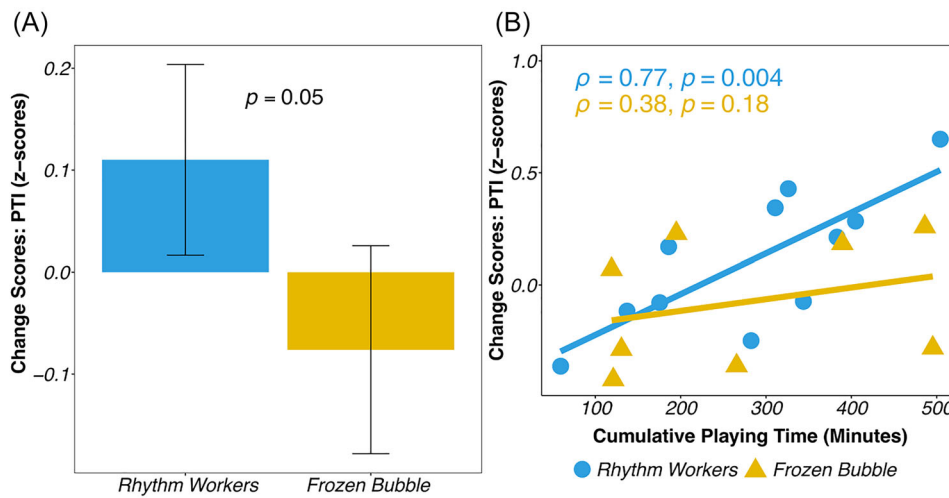 (A)
Change Scores: PTI (z−scores)
0.2
0.1
0.0
−0.1
p = 0.05
Rhythm Workers
Frozen Bubble
(B)
Change Scores: PTI (z−scores)
1.0
0.5
0.0
ρ = 0.77, p = 0.004
ρ = 0.38, p = 0.18
100 200 300 400 500
Cumulative Playing Time (Minutes)
Rhythm Workers Frozen Bubble